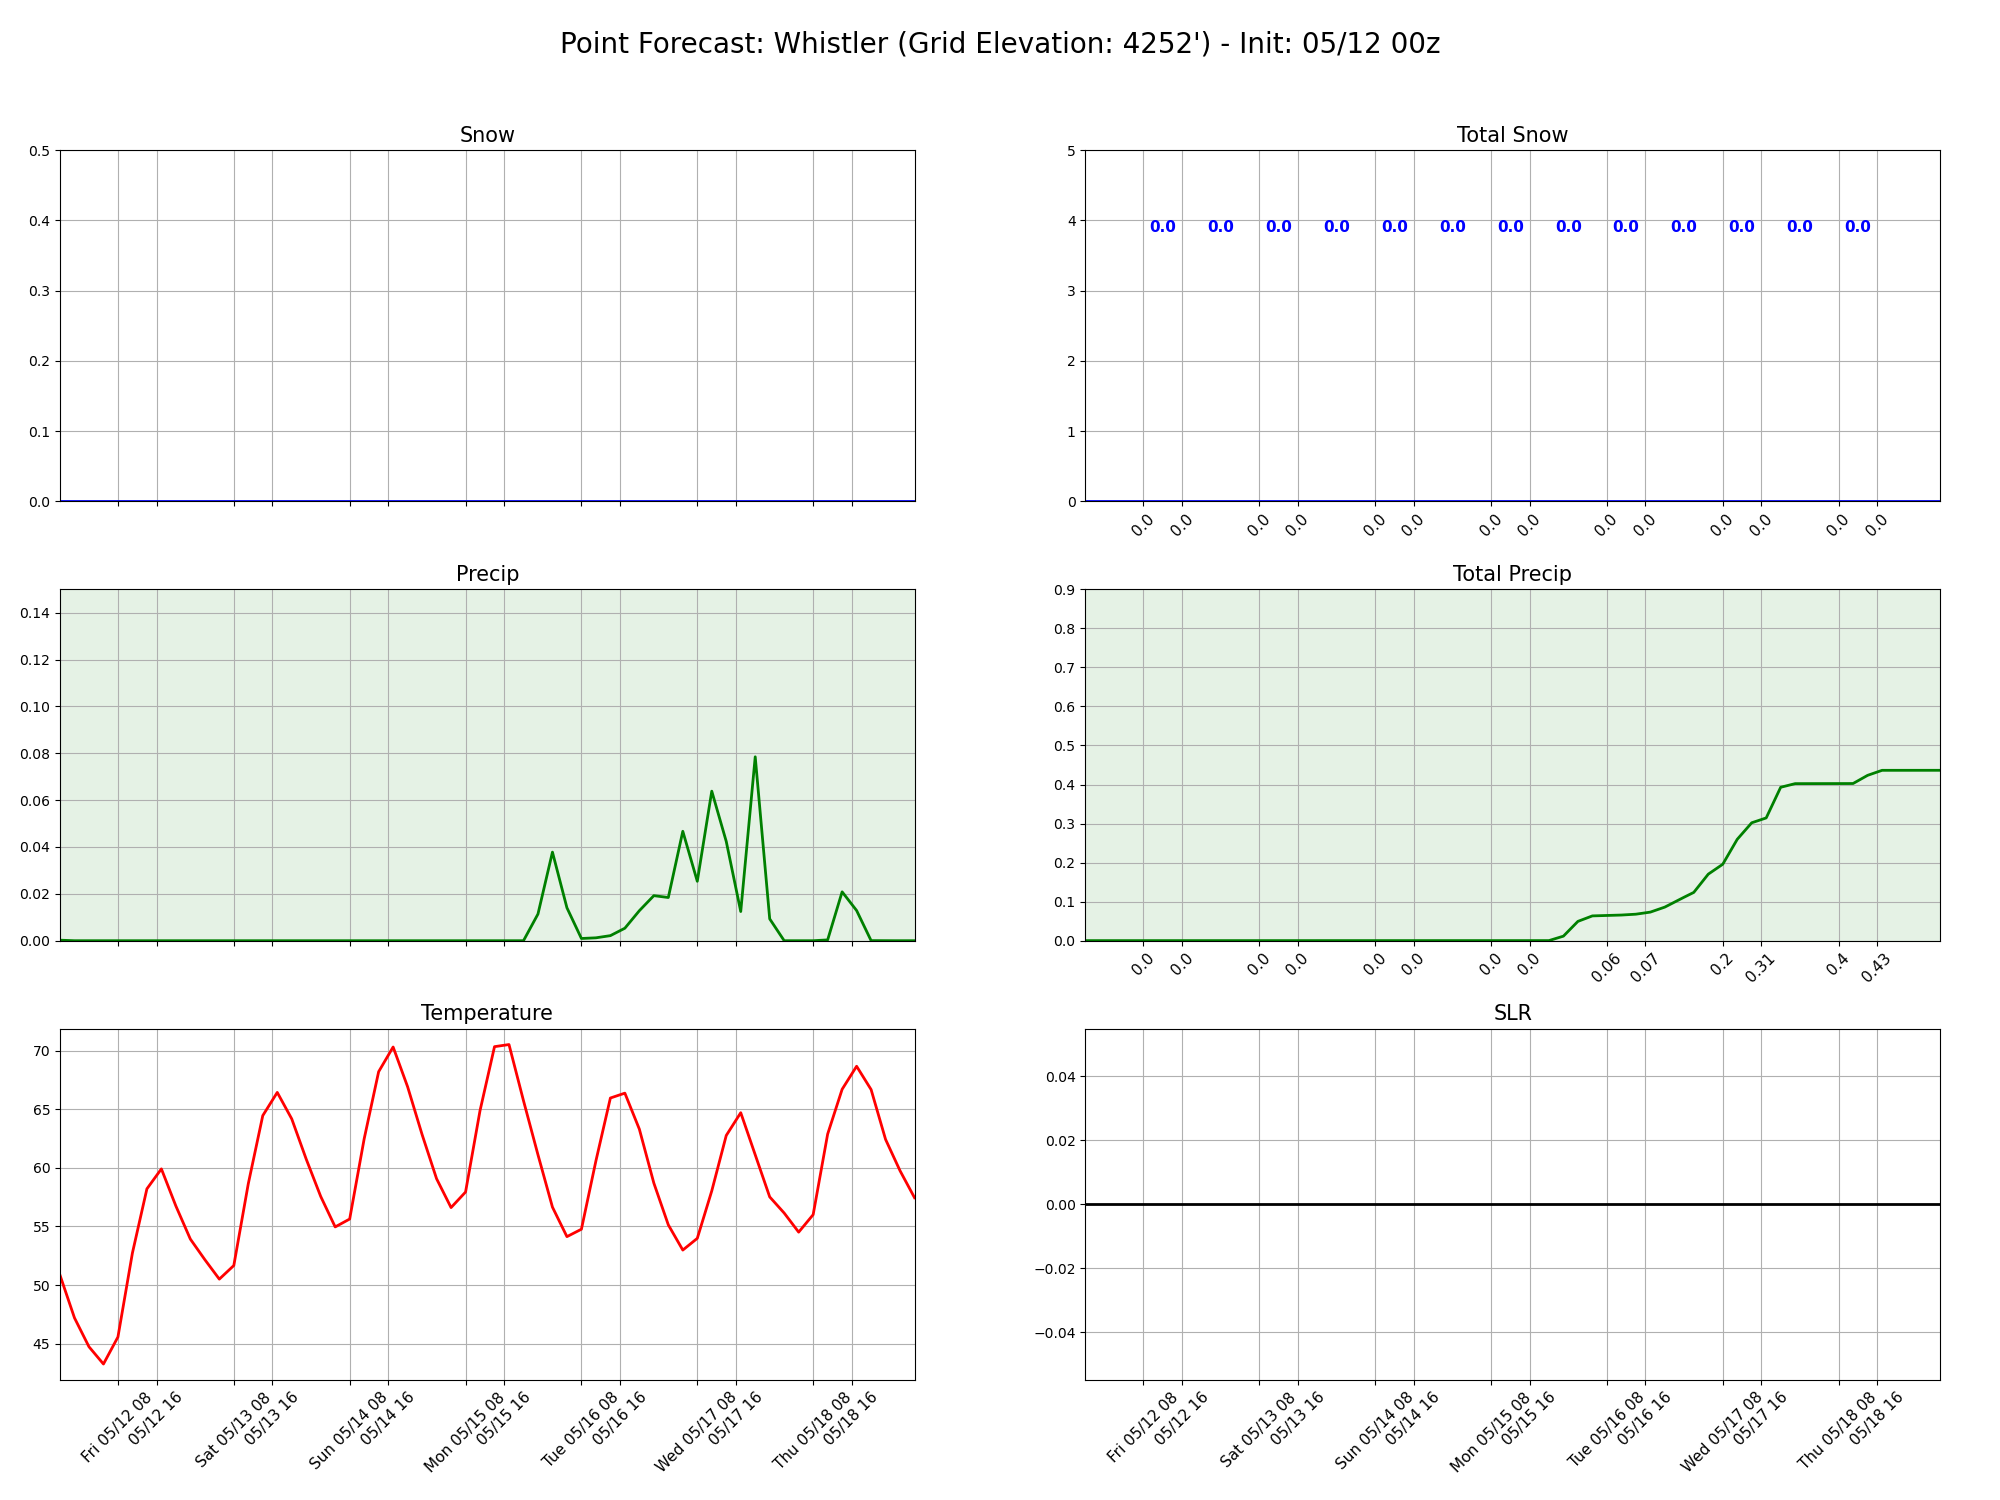 Point Forecast: Whistler (Grid Elevation: 4252') - Init: 05/12 00z
Snow
0.5
0.4
0.3
0.2
0.1
0.0
Total Snow
5
4
3
2
1
0
0.0 0.0 0.0 0.0 0.0 0.0 0.0 0.0 0.0 0.0 0.0 0.0 0.0
0.0 0.0 0.0 0.0 0.0 0.0 0.0 0.0 0.0 0.0 0.0 0.0 0.0 0.0
Precip
0.14
0.12
0.10
0.08
0.06
0.04
0.02
0.00
Total Precip
0.9
0.8
0.7
0.6
0.5
0.4
0.3
0.2
0.1
0.0
0.0 0.0 0.0 0.0 0.0 0.0 0.0 0.0 0.06 0.07 0.2 0.31 0.4 0.43
Temperature
70
65
60
55
50
45
Fri 05/12 08
05/12 16
Sat 05/13 08
05/13 16
Sun 05/14 08
05/14 16
Mon 05/15 08
05/15 16
Tue 05/16 08
05/16 16
Wed 05/17 08
05/17 16
Thu 05/18 08
05/18 16
SLR
0.04
0.02
0.00
−0.02
−0.04
Fri 05/12 08
05/12 16
Sat 05/13 08
05/13 16
Sun 05/14 08
05/14 16
Mon 05/15 08
05/15 16
Tue 05/16 08
05/16 16
Wed 05/17 08
05/17 16
Thu 05/18 08
05/18 16